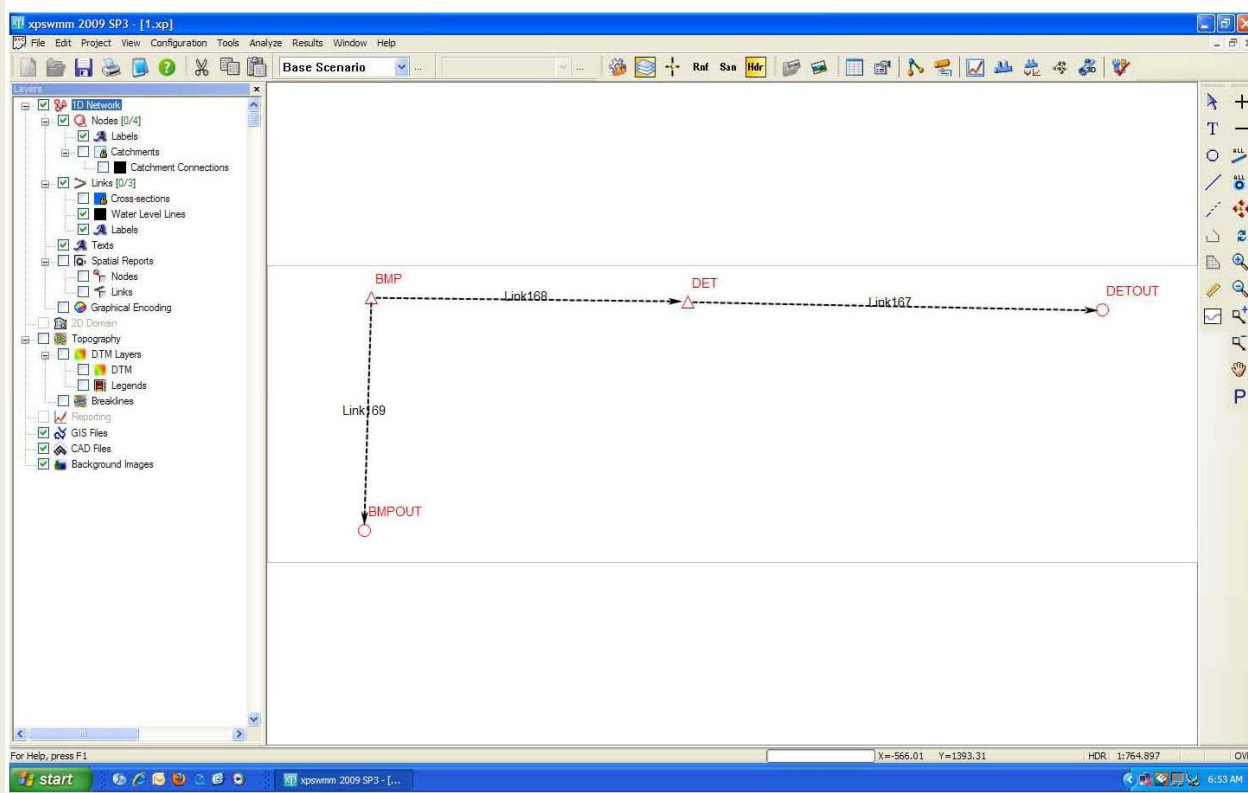 xpswmm 2009 SP3 - [1.xp]
File Edit Project View Configuration Tools Analyze Results Window Help
Base Scenario ... ... Rnf San Hdr
Layers
1D Network
Nodes [0/4]
Labels
Catchments
Catchment Connections
Links [0/3]
Cross-sections
Water Level Lines
Labels
Texts
Spatial Reports
Nodes
Links
Graphical Encoding
2D Domain
Topography
DTM Layers
DTM
Legends
Breaklines
Reporting
GIS Files
CAD Files
Background Images
BMP
Link168
DET
Link167
DETOUT
Link169
BMPOUT
T
ALL
ALL
P
For Help, press F1
X=-566.01 Y=1393.31 HDR 1:764.897 OVR
start
xpswmm 2009 SP3 - [...
6:53 AM